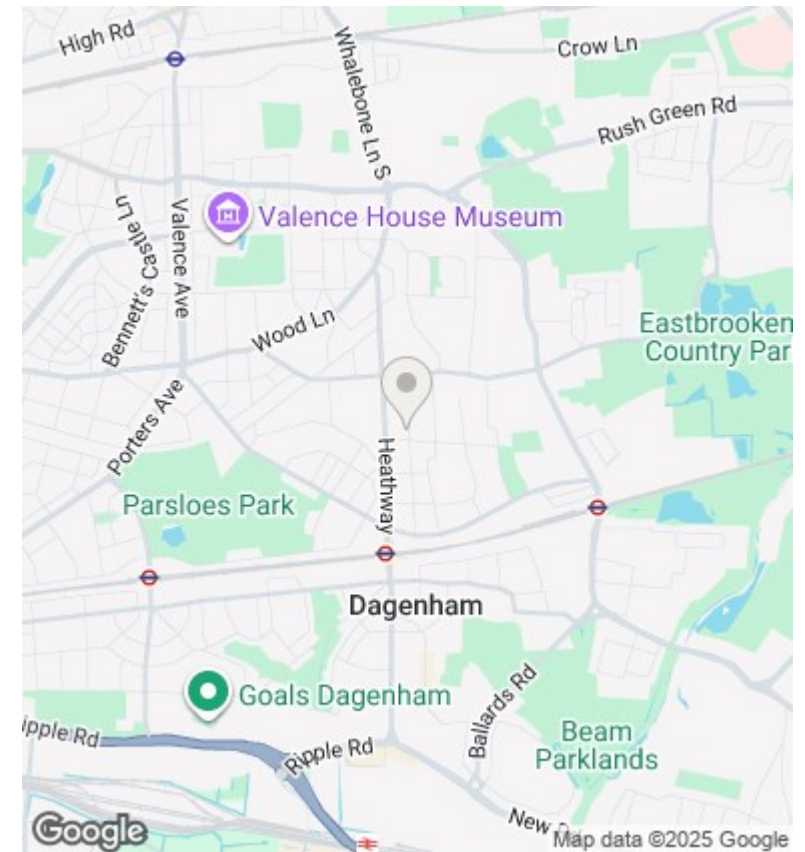 High Rd
Crow Ln
Whalebone Ln S
Rush Green Rd
Bennett's Castle Ln
Valence Ave
Valence House Museum
Wood Ln
Eastbrooken
Country Par
Porters Ave
Heathway
Parsloes Park
Dagenham
Goals Dagenham
Ballards Rd
Beam
Parklands
ipple Rd
Ripple Rd
New
Google
Map data ©2025 Google